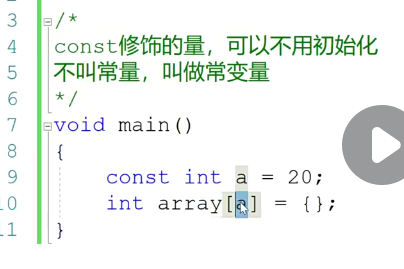 3 /*
4 const修饰的量，可以不用初始化
5 不叫常量，叫做常变量
6 */
7 void main()
8 {
9 const int a = 20;
10 int array[a] = {};
11 }